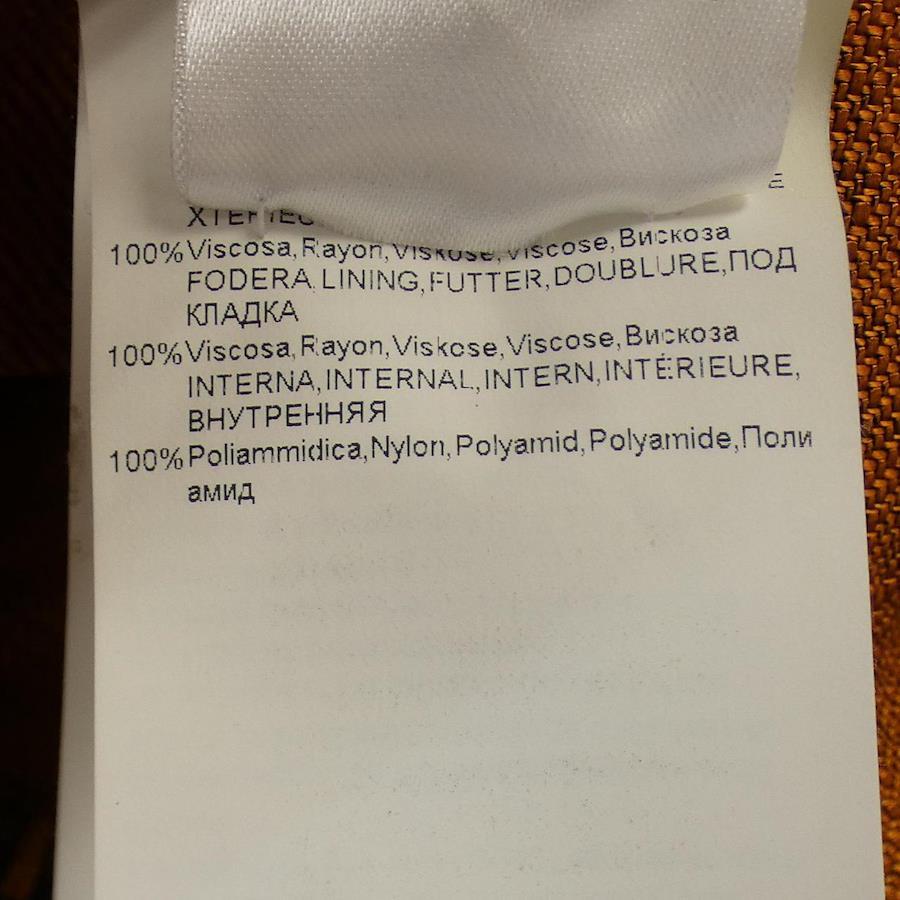 100% Viscosa, Rayon, Viskose, Viscose, Вискоза
FODERA, LINING, FUTTER, DOUBLURE, ПОД
КЛАДКА
100% Viscosa, Rayon, Viskose, Viscose, Вискоза
INTERNA, INTERNAL, INTERN, INTÉRIEURE,
ВНУТРЕННЯЯ
100% Poliammidica, Nylon, Polyamid, Polyamide, Поли
амид